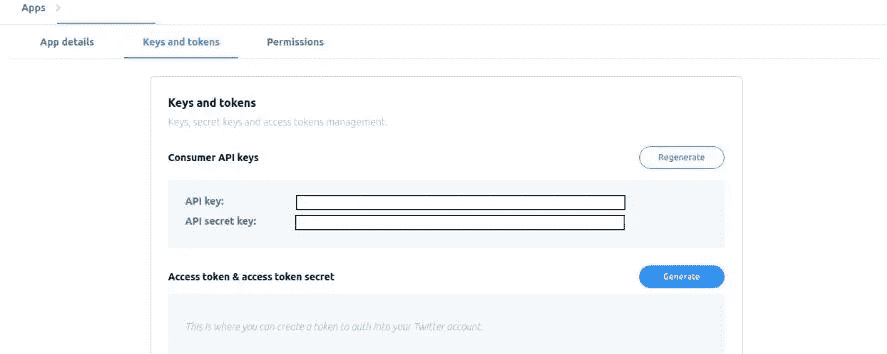 Apps >
App details Keys and tokens Permissions
Keys and tokens
Keys, secret keys and access tokens management.
Consumer API keys Regenerate
API key:
API secret key:
Access token & access token secret Generate
This is where you can create a token to auth into your Twitter account.